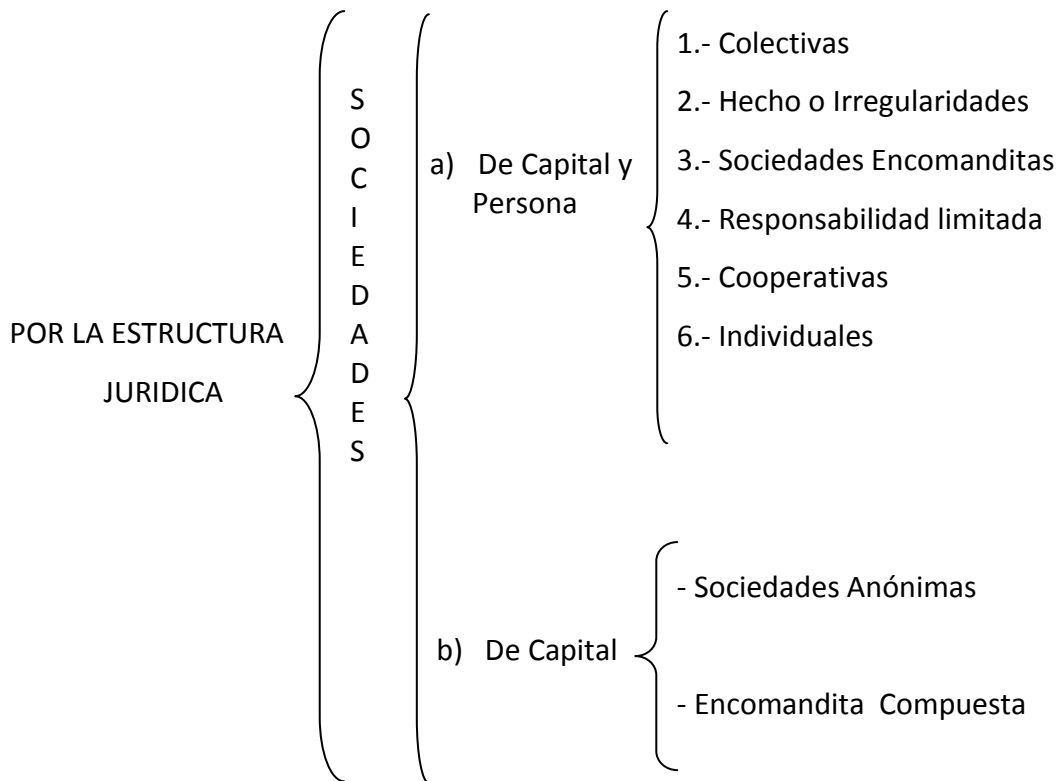 POR LA ESTRUCTURA
JURIDICA
S
O
C
I
E
D
A
D
E
S
a) De Capital y
Persona
1.- Colectivas
2.- Hecho o Irregularidades
3.- Sociedades Encomanditas
4.- Responsabilidad limitada
5.- Cooperativas
6.- Individuales
b) De Capital
- Sociedades Anónimas
- Encomandita Compuesta